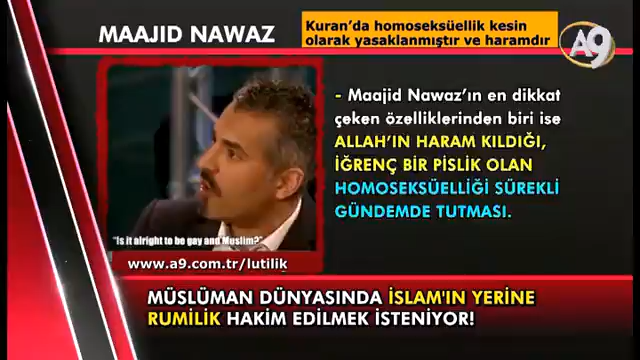 MAAJID NAWAZ
Kuran'da homoseksüellik kesin
olarak yasaklanmıştır ve haramdır
A9
- Maajid Nawaz'ın en dikkat
çeken özelliklerinden biri ise
ALLAH'IN HARAM KILDIĞI,
İĞRENÇ BİR PİSLİK OLAN
HOMOSEKSÜELLİĞİ SÜREKLİ
GÜNDEMDE TUTMASI.
"Is it alright to be gay and Muslim?"
www.a9.com.tr/lutilik
MÜSLÜMAN DÜNYASINDA İSLAM'IN YERİNE
RUMİLİK HAKİM EDİLMEK İSTENİYOR!